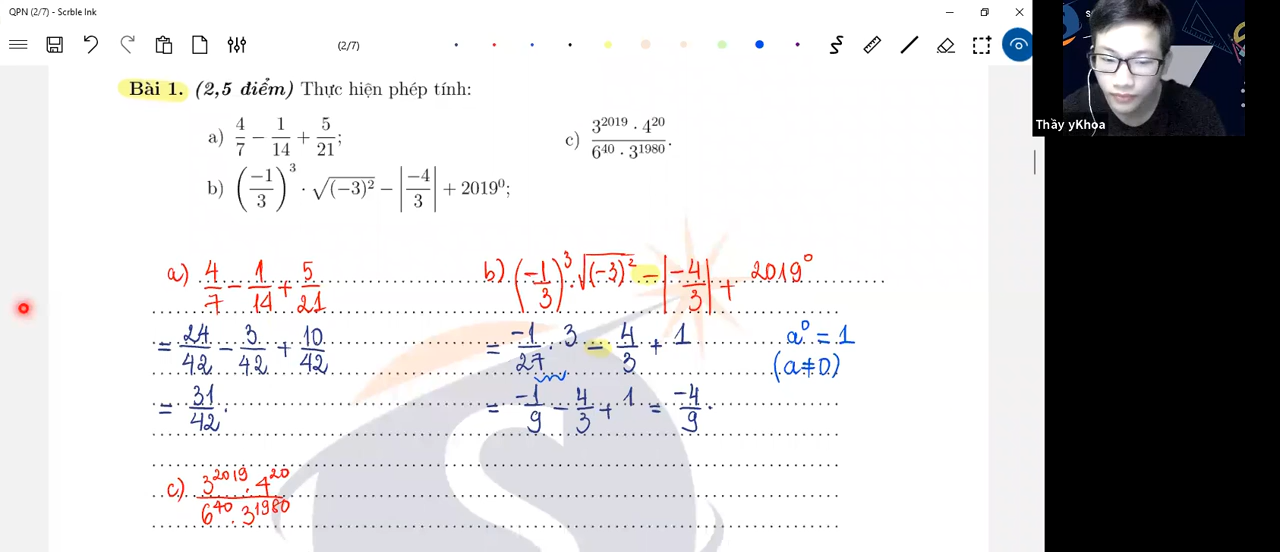 QPN (2/7) - Scrble Ink
(2/7)
Bài 1. (2,5 điểm) Thực hiện phép tính:
a) 4/7 − 1/14 + 5/21;
c) (3^2019 · 4^20)/(6^40 · 3^1980).
b) (−1/3)^3 · √((−3)^2) − |−4/3| + 2019^0;
a) 4/7 − 1/14 + 5/21
= 24/42 − 3/42 + 10/42
= 31/42.
b) (−1/3)^3 · √((−3)^2) − |−4/3| + 2019^0
= −1/27 · 3 − 4/3 + 1
a^0 = 1
(a ≠ 0)
= −1/9 − 4/3 + 1 = −4/9.
c) (3^2019 · 4^20)/(6^40 · 3^1980)
Thầy yKhoa